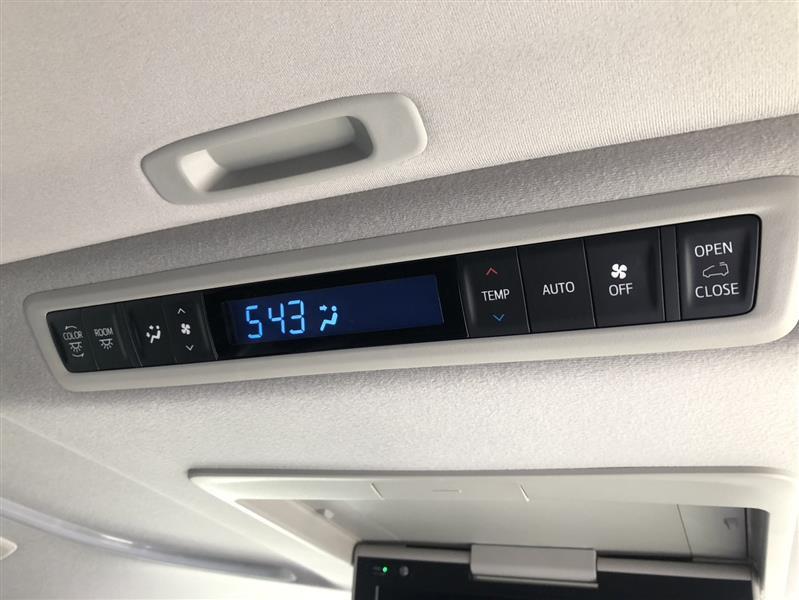 COLOR
ROOM
543
TEMP
AUTO
OFF
OPEN
CLOSE